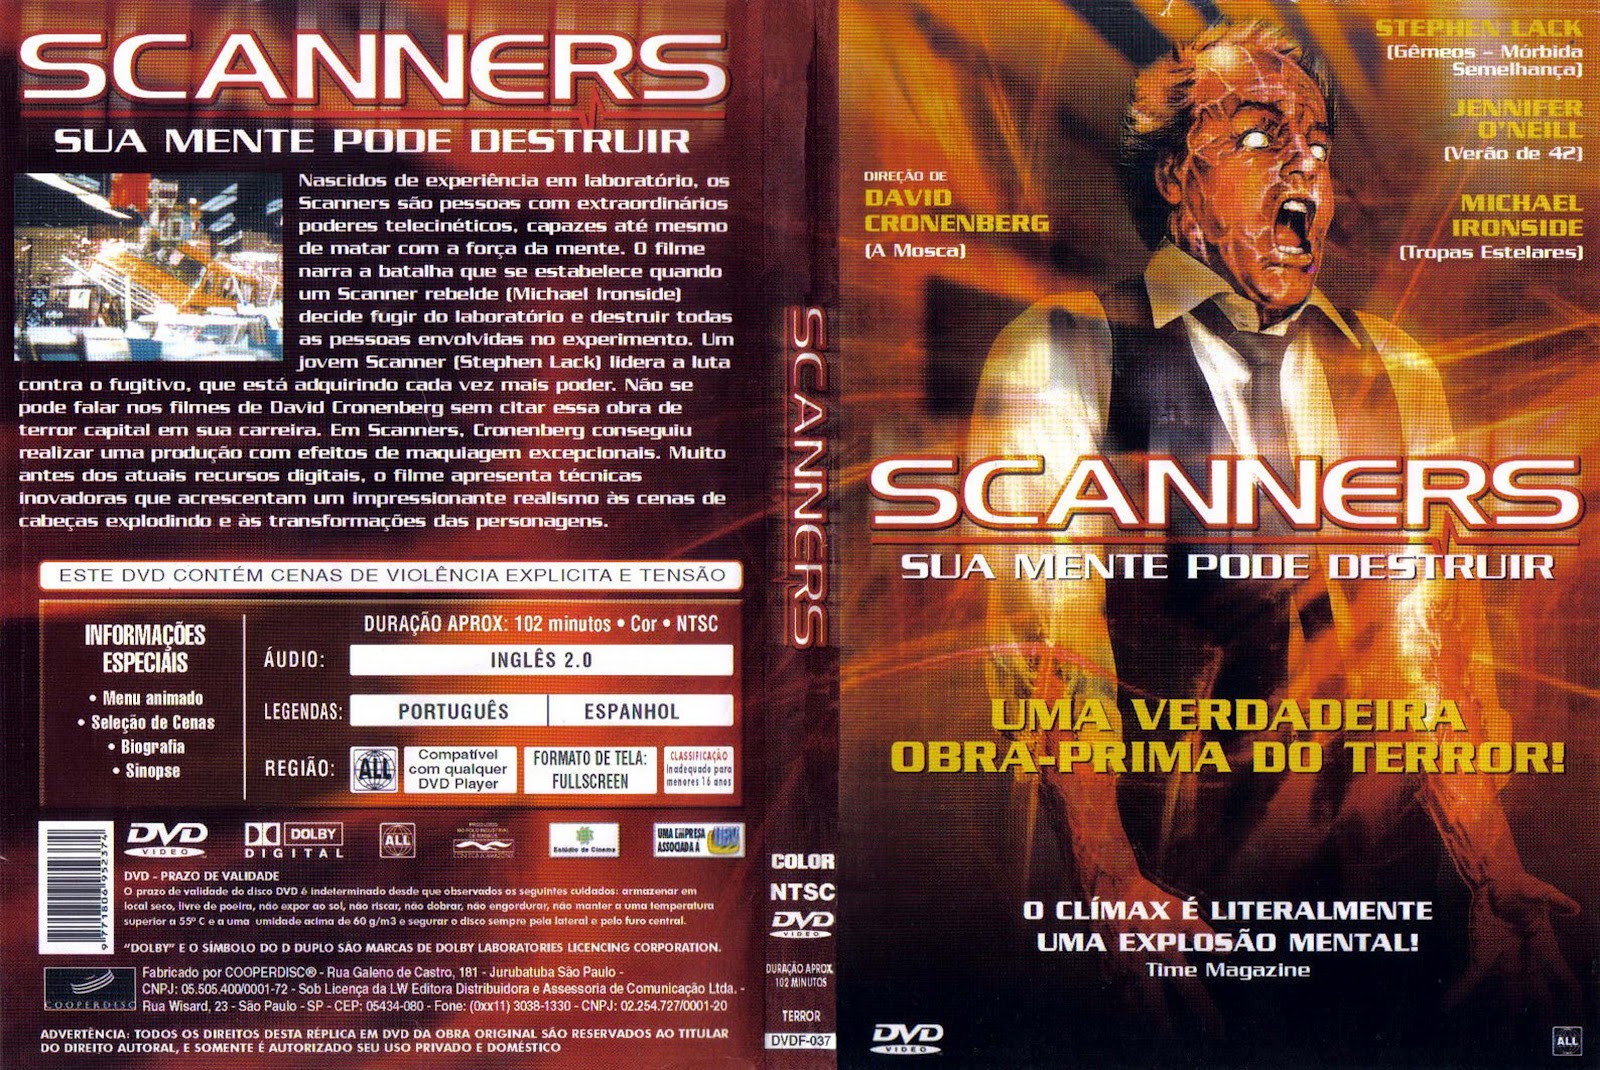 SCANNERS
SUA MENTE PODE DESTRUIR
Nascidos de experiência em laboratório, os
Scanners são pessoas com extraordinários
poderes telecinéticos, capazes até mesmo
de matar com a força da mente. O filme
narra a batalha que se estabelece quando
um Scanner rebelde (Michael Ironside)
decide fugir do laboratório e destruir todas
as pessoas envolvidas no experimento. Um
jovem Scanner (Stephen Lack) lidera a luta
contra o fugitivo, que está adquirindo cada vez mais poder. Não se
pode falar nos filmes de David Cronenberg sem citar essa obra de
terror capital em sua carreira. Em Scanners, Cronenberg conseguiu
realizar uma produção com efeitos de maquiagem excepcionais. Muito
antes dos atuais recursos digitais, o filme apresenta técnicas
inovadoras que acrescentam um impressionante realismo às cenas de
cabeças explodindo e às transformações das personagens.
ESTE DVD CONTÉM CENAS DE VIOLÊNCIA EXPLICITA E TENSÃO
INFORMAÇÕES
ESPECIAIS
• Menu animado
• Seleção de Cenas
• Biografia
• Sinopse
DURAÇÃO APROX: 102 minutos • Cor • NTSC
ÁUDIO: INGLÊS 2.0
LEGENDAS: PORTUGUÊS ESPANHOL
REGIÃO: ALL
Compatível
com qualquer
DVD Player
FORMATO DE TELA:
FULLSCREEN
CLASSIFICAÇÃO
Inadequado para
menores 16 anos
DVD
VIDEO
DOLBY
DIGITAL
ALL
PRODUZIDO
NO PÓLO INDUSTRIAL
DE MANAUS
CONHEÇA A AMAZÔNIA
Estúdio de Cinema
UMA EMPRESA
ASSOCIADA À
UBV
9 771806 952374
DVD - PRAZO DE VALIDADE
O prazo de validade do disco DVD é indeterminado desde que observados os seguintes cuidados: armazenar em
local seco, livre de poeira, não expor ao sol, não riscar, não dobrar, não engordurar, não manter a uma temperatura
superior a 55º C e a uma umidade acima de 60 g/m3 e segurar o disco sempre pela lateral e pelo furo central.
"DOLBY" E O SÍMBOLO DO D DUPLO SÃO MARCAS DE DOLBY LABORATORIES LICENCING CORPORATION.
COOPERDISC
Fabricado por COOPERDISC® - Rua Galeno de Castro, 181 - Jurubatuba São Paulo -
CNPJ: 05.505.400/0001-72 - Sob Licença da LW Editora Distribuidora e Assessoria de Comunicação Ltda. -
Rua Wisard, 23 - São Paulo - SP - CEP: 05434-080 - Fone: (0xx11) 3038-1330 - CNPJ: 02.254.727/0001-20
ADVERTÊNCIA: TODOS OS DIREITOS DESTA RÉPLICA EM DVD DA OBRA ORIGINAL SÃO RESERVADOS AO TITULAR
DO DIREITO AUTORAL, E SOMENTE É AUTORIZADO SEU USO PRIVADO E DOMÉSTICO
SCANNERS
COLOR
NTSC
DVD
VIDEO
DURAÇÃO APROX.
102 MINUTOS
TERROR
DVDF-037
STEPHEN LACK
(Gêmeos - Mórbida
Semelhança)
JENNIFER
O'NEILL
(Verão de 42)
MICHAEL
IRONSIDE
(Tropas Estelares)
DIREÇÃO DE
DAVID
CRONENBERG
(A Mosca)
SCANNERS
SUA MENTE PODE DESTRUIR
UMA VERDADEIRA
OBRA-PRIMA DO TERROR!
O CLÍMAX É LITERALMENTE
UMA EXPLOSÃO MENTAL!
Time Magazine
DVD
VIDEO
ALL